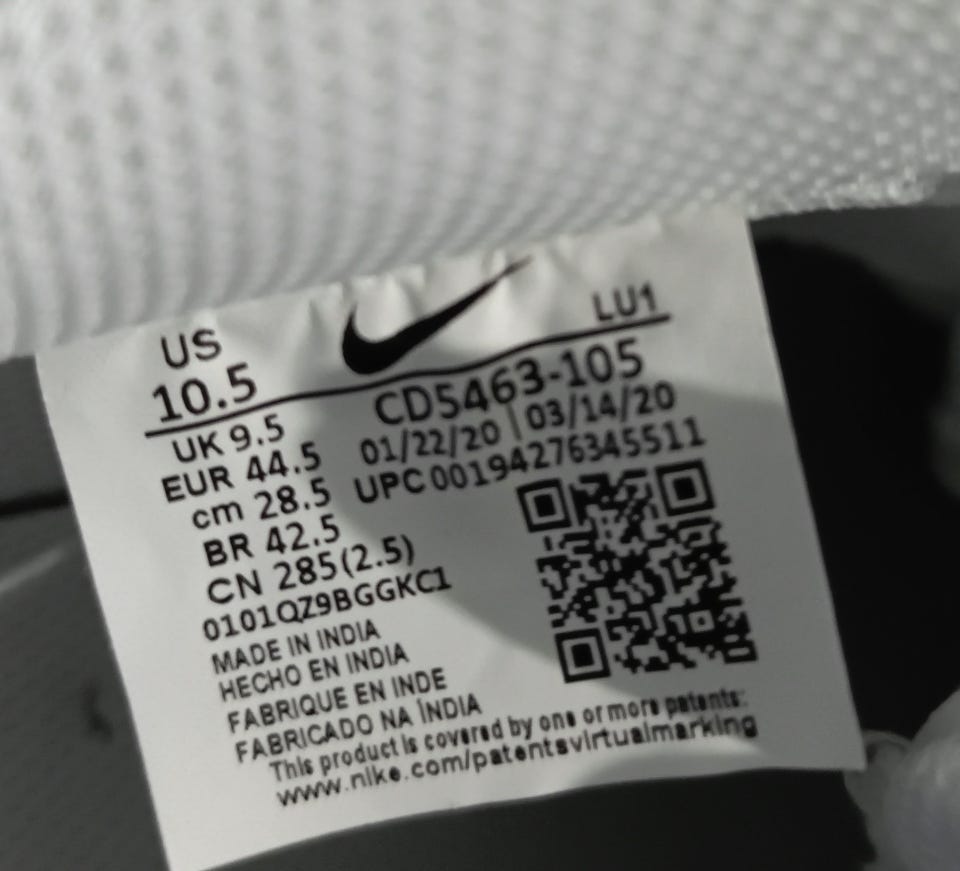 US
10.5
LU1
UK 9.5
CD5463-105
EUR 44.5
01/22/20 | 03/14/20
cm 28.5
UPC 00194276345511
BR 42.5
CN 285(2.5)
0101QZ9BGGKC1
MADE IN INDIA
HECHO EN INDIA
FABRIQUE EN INDE
FABRICADO NA ÍNDIA
This product is covered by one or more patents:
www.nike.com/patentsvirtualmarking